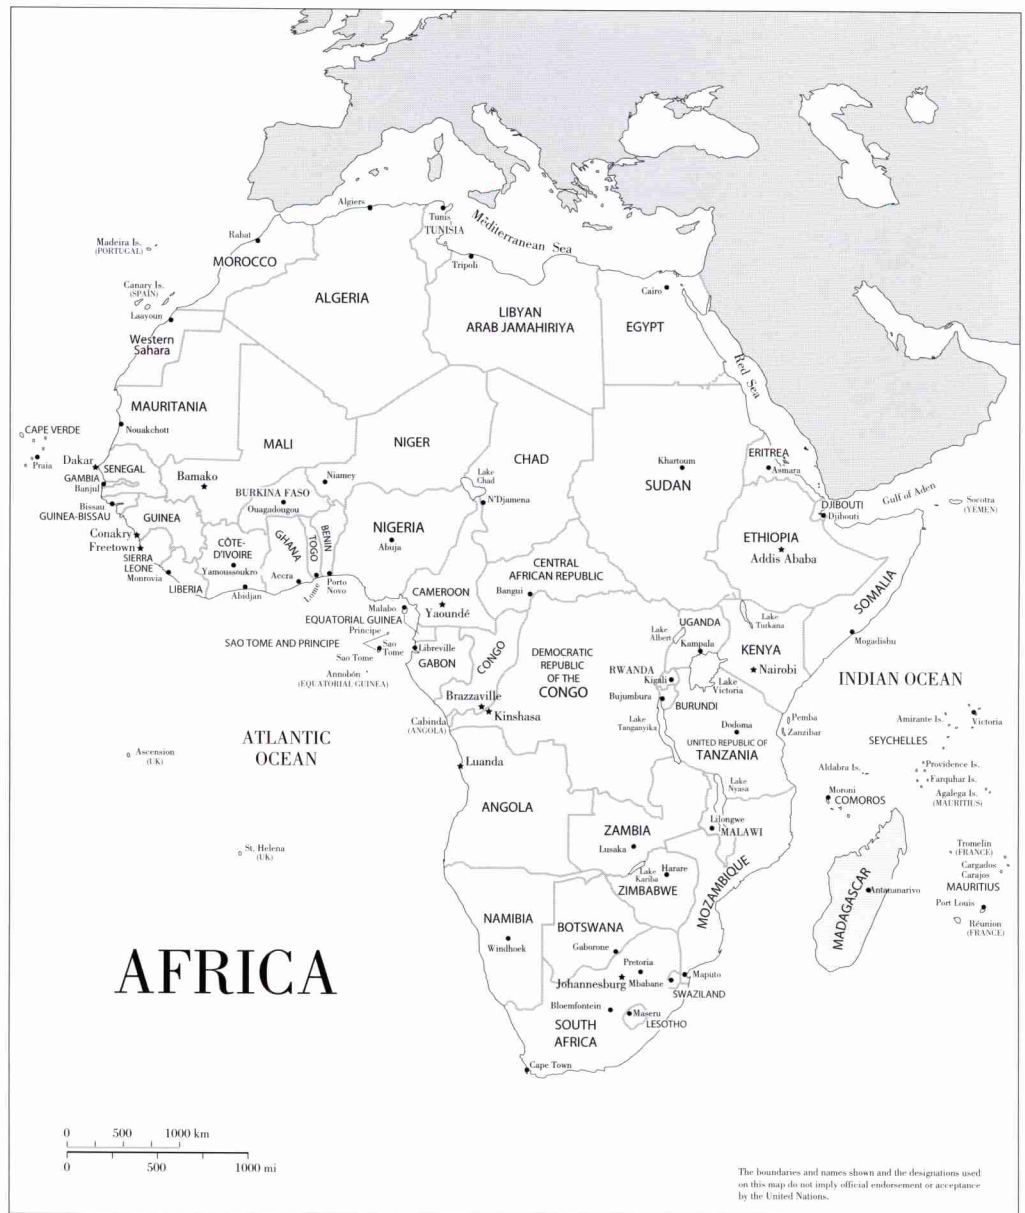 Algiers
Tunis
TUNISIA
Mediterranean Sea
Rabat
Madeira Is.
(PORTUGAL)
MOROCCO
Tripoli
Canary Is.
(SPAIN)
Laayoun
ALGERIA
LIBYAN
ARAB JAMAHIRIYA
Cairo
EGYPT
Western
Sahara
Red Sea
MAURITANIA
Nouakchott
CAPE VERDE
Praia
MALI
NIGER
CHAD
Dakar
SENEGAL
GAMBIA
Banjul
Bamako
Niamey
Lake
Chad
Khartoum
SUDAN
ERITREA
Asmara
BURKINA FASO
Ouagadougou
N'Djamena
Bissau
GUINEA-BISSAU
GUINEA
NIGERIA
Abuja
DJIBOUTI
Djibouti
Gulf of Aden
Socotra
(YEMEN)
Conakry
Freetown
SIERRA
LEONE
Monrovia
LIBERIA
CÔTE-
D'IVOIRE
Yamoussoukro
Abidjan
GHANA
Accra
TOGO
Lome
BENIN
Porto
Novo
ETHIOPIA
Addis Ababa
CENTRAL
AFRICAN REPUBLIC
Bangui
CAMEROON
Yaoundé
SOMALIA
Malabo
EQUATORIAL GUINEA
Principe
SAO TOME AND PRINCIPE
Sao
Tome
Sao Tome
Libreville
GABON
CONGO
Annobón
(EQUATORIAL GUINEA)
DEMOCRATIC
REPUBLIC
OF THE
CONGO
Lake
Albert
UGANDA
Kampala
Lake
Turkana
KENYA
Nairobi
Mogadishu
RWANDA
Kigali
Lake
Victoria
INDIAN OCEAN
Bujumbura
BURUNDI
Brazzaville
Kinshasa
Cabinda
(ANGOLA)
Lake
Tanganyika
Dodoma
UNITED REPUBLIC OF
TANZANIA
Pemba
Zanzibar
Amirante Is.
Victoria
SEYCHELLES
ATLANTIC
OCEAN
Ascension
(UK)
Luanda
Aldabra Is.
Providence Is.
Farquhar Is.
Agalega Is.
(MAURITIUS)
Lake
Nyasa
Moroni
COMOROS
ANGOLA
ZAMBIA
Lusaka
Lilongwe
MALAWI
St. Helena
(UK)
Tromelin
(FRANCE)
Cargados
Carajos
MAURITIUS
Port Louis
Réunion
(FRANCE)
Lake
Kariba
Harare
ZIMBABWE
MOZAMBIQUE
MADAGASCAR
Antananarivo
NAMIBIA
Windhoek
BOTSWANA
Gaborone
AFRICA
Pretoria
Johannesburg
Mbabane
Maputo
SWAZILAND
Bloemfontein
Maseru
LESOTHO
SOUTH
AFRICA
Cape Town
0 500 1000 km
0 500 1000 mi
The boundaries and names shown and the designations used
on this map do not imply official endorsement or acceptance
by the United Nations.